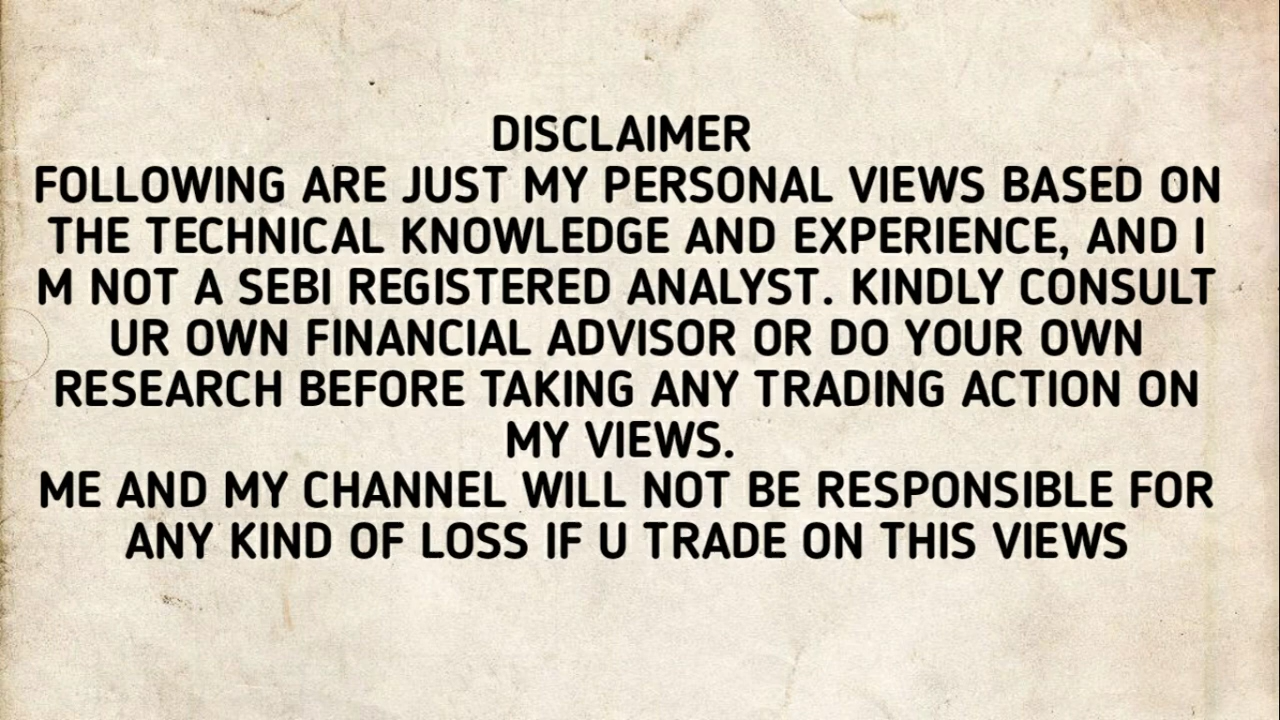 DISCLAIMER
FOLLOWING ARE JUST MY PERSONAL VIEWS BASED ON
THE TECHNICAL KNOWLEDGE AND EXPERIENCE, AND I
M NOT A SEBI REGISTERED ANALYST. KINDLY CONSULT
UR OWN FINANCIAL ADVISOR OR DO YOUR OWN
RESEARCH BEFORE TAKING ANY TRADING ACTION ON
MY VIEWS.
ME AND MY CHANNEL WILL NOT BE RESPONSIBLE FOR
ANY KIND OF LOSS IF U TRADE ON THIS VIEWS